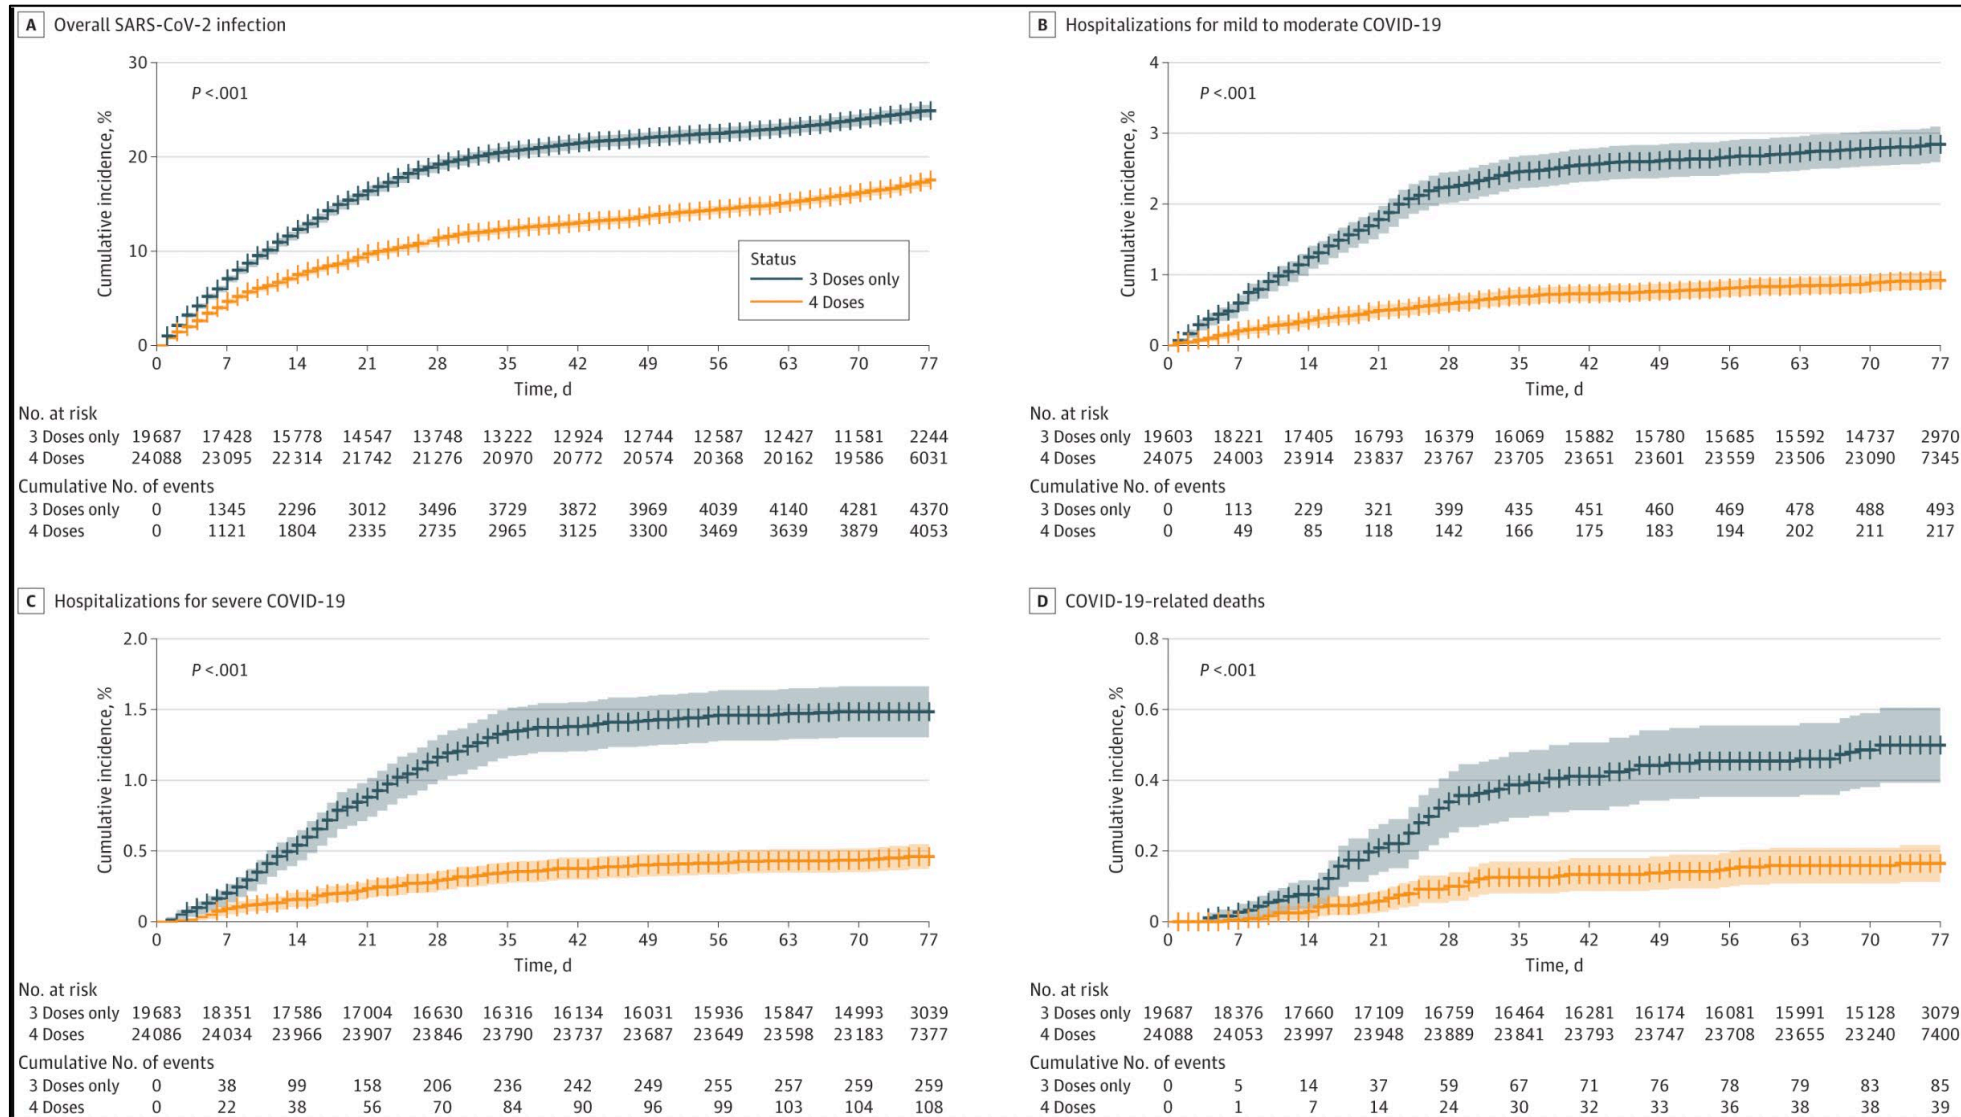 A Overall SARS-CoV-2 infection
30
20
10
0
Cumulative incidence, %
P <.001
Status
3 Doses only
4 Doses
0 7 14 21 28 35 42 49 56 63 70 77
Time, d
No. at risk
3 Doses only 19687 17428 15778 14547 13748 13222 12924 12744 12587 12427 11581 2244
4 Doses 24088 23095 22314 21742 21276 20970 20772 20574 20368 20162 19586 6031
Cumulative No. of events
3 Doses only 0 1345 2296 3012 3496 3729 3872 3969 4039 4140 4281 4370
4 Doses 0 1121 1804 2335 2735 2965 3125 3300 3469 3639 3879 4053
B Hospitalizations for mild to moderate COVID-19
4
3
2
1
0
Cumulative incidence, %
P <.001
0 7 14 21 28 35 42 49 56 63 70 77
Time, d
No. at risk
3 Doses only 19603 18221 17405 16793 16379 16069 15882 15780 15685 15592 14737 2970
4 Doses 24075 24003 23914 23837 23767 23705 23651 23601 23559 23506 23090 7345
Cumulative No. of events
3 Doses only 0 113 229 321 399 435 451 460 469 478 488 493
4 Doses 0 49 85 118 142 166 175 183 194 202 211 217
C Hospitalizations for severe COVID-19
2.0
1.5
1.0
0.5
0
Cumulative incidence, %
P <.001
0 7 14 21 28 35 42 49 56 63 70 77
Time, d
No. at risk
3 Doses only 19683 18351 17586 17004 16630 16316 16134 16031 15936 15847 14993 3039
4 Doses 24086 24034 23966 23907 23846 23790 23737 23687 23649 23598 23183 7377
Cumulative No. of events
3 Doses only 0 38 99 158 206 236 242 249 255 257 259 259
4 Doses 0 22 38 56 70 84 90 96 99 103 104 108
D COVID-19-related deaths
0.8
0.6
0.4
0.2
0
Cumulative incidence, %
P <.001
0 7 14 21 28 35 42 49 56 63 70 77
Time, d
No. at risk
3 Doses only 19687 18376 17660 17109 16759 16464 16281 16174 16081 15991 15128 3079
4 Doses 24088 24053 23997 23948 23889 23841 23793 23747 23708 23655 23240 7400
Cumulative No. of events
3 Doses only 0 5 14 37 59 67 71 76 78 79 83 85
4 Doses 0 1 7 14 24 30 32 33 36 38 38 39